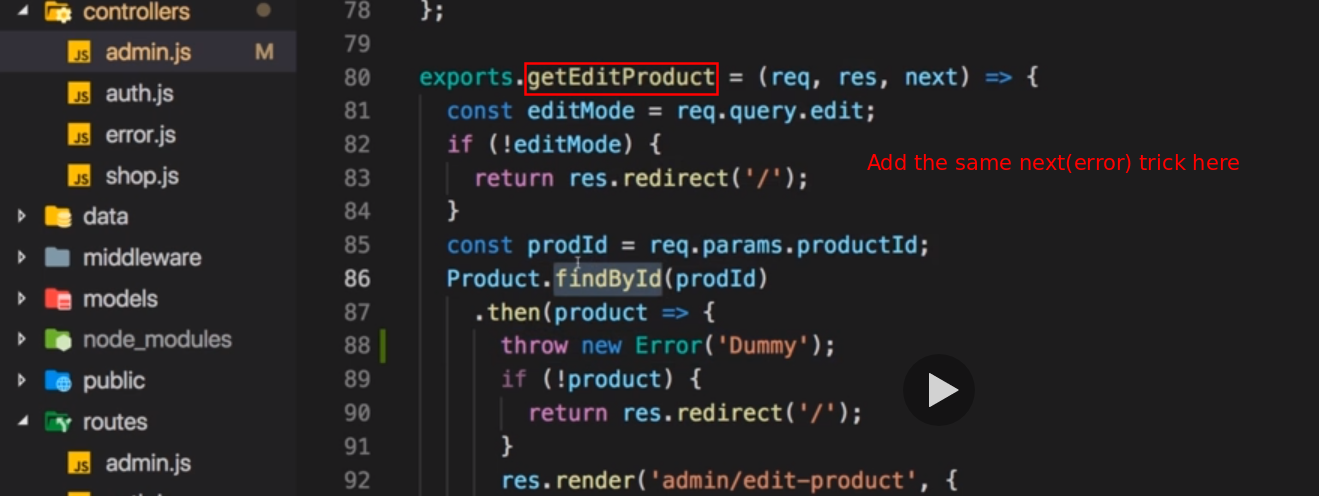 controllers
admin.js M
auth.js
error.js
shop.js
data
middleware
models
node_modules
public
routes
admin.js
78 };
79
80 exports.getEditProduct = (req, res, next) => {
81 const editMode = req.query.edit;
82 if (!editMode) {
83 return res.redirect('/');
84 }
85 const prodId = req.params.productId;
86 Product.findById(prodId)
87 .then(product => {
88 throw new Error('Dummy');
89 if (!product) {
90 return res.redirect('/');
91 }
92 res.render('admin/edit-product', {
Add the same next(error) trick here